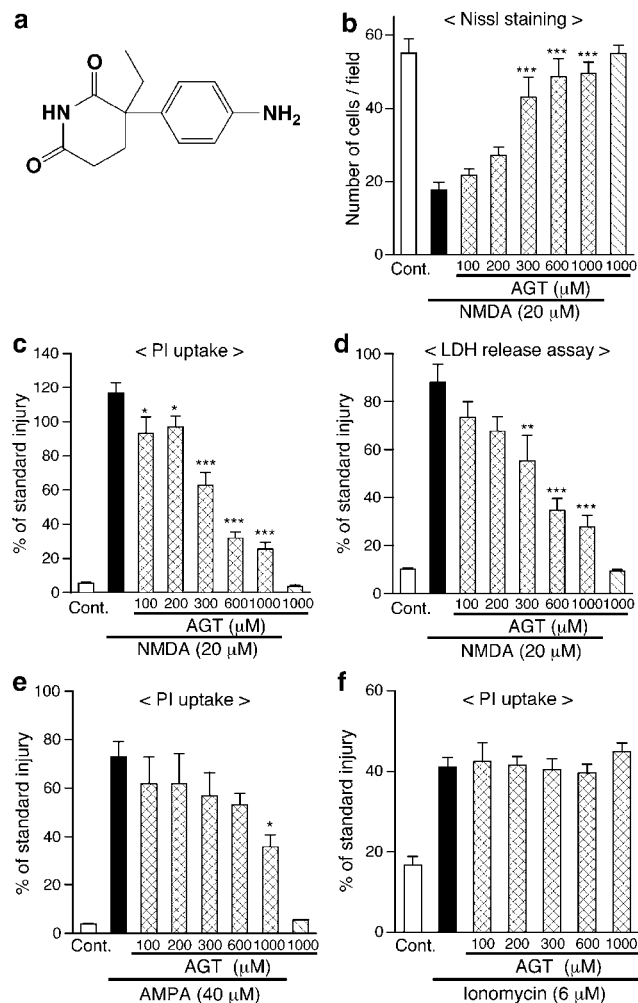 a
O
HN
O
NH2
b
< Nissl staining >
Number of cells / field
60
40
20
0
***
***
***
Cont.
100 200 300 600 1000 1000
AGT (μM)
NMDA (20 μM)
c
< PI uptake >
% of standard injury
140
120
100
80
60
40
20
0
*
*
***
***
***
Cont.
100 200 300 600 1000 1000
AGT (μM)
NMDA (20 μM)
d
< LDH release assay >
% of standard injury
100
80
60
40
20
0
**
***
***
Cont.
100 200 300 600 1000 1000
AGT (μM)
NMDA (20 μM)
e
< PI uptake >
% of standard injury
100
80
60
40
20
0
*
Cont.
100 200 300 600 1000 1000
AGT (μM)
AMPA (40 μM)
f
< PI uptake >
% of standard injury
60
40
20
0
Cont.
100 200 300 600 1000
AGT (μM)
Ionomycin (6 μM)